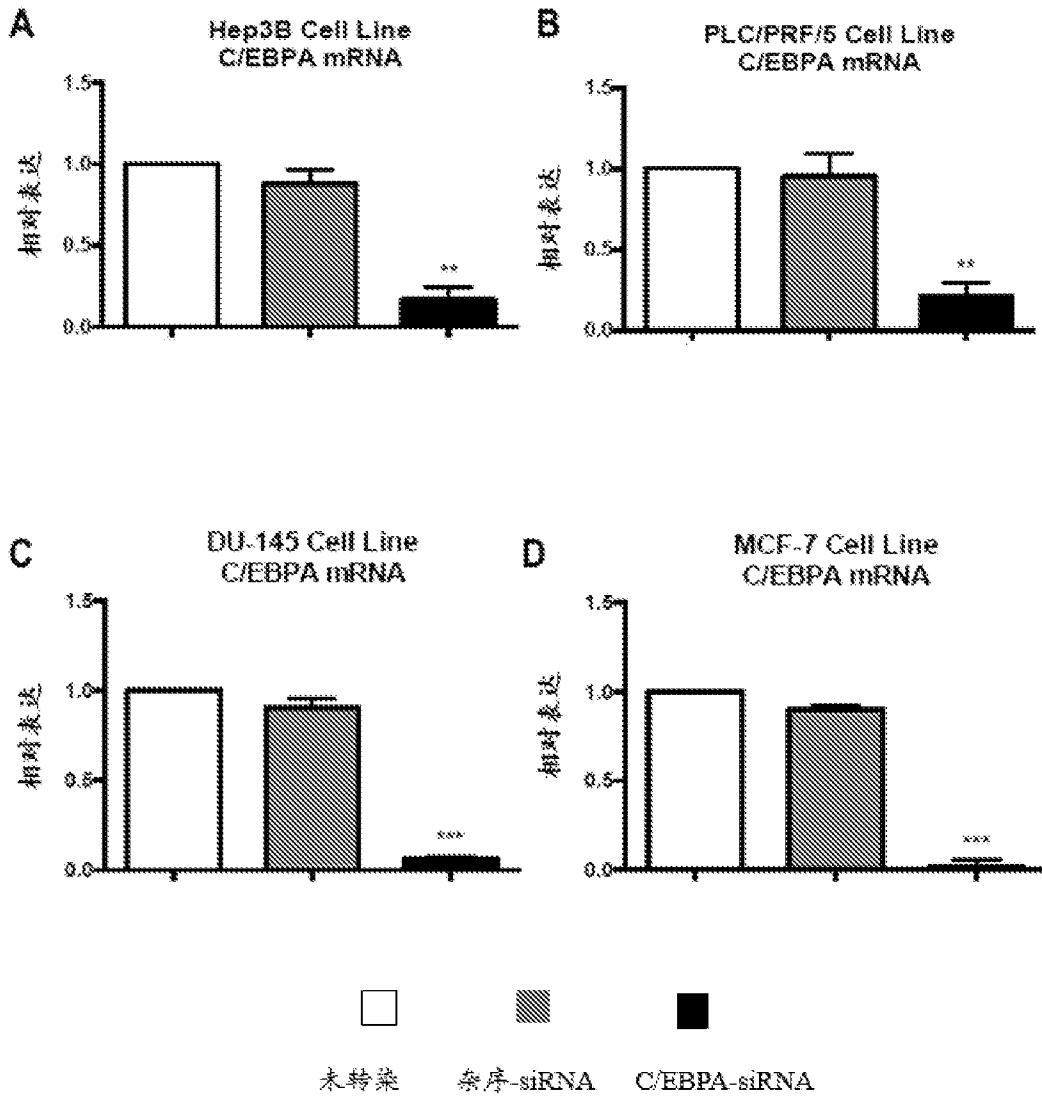 A
Hep3B Cell Line
C/EBPA mRNA
1.5
1.0
0.5
0.0
相对表达
**
B
PLC/PRF/5 Cell Line
C/EBPA mRNA
1.5
1.0
0.5
0.0
相对表达
**
C
DU-145 Cell Line
C/EBPA mRNA
1.5
1.0
0.5
0.0
相对表达
***
D
MCF-7 Cell Line
C/EBPA mRNA
1.5
1.0
0.5
0.0
相对表达
***
未转染 杂序-siRNA C/EBPA-siRNA